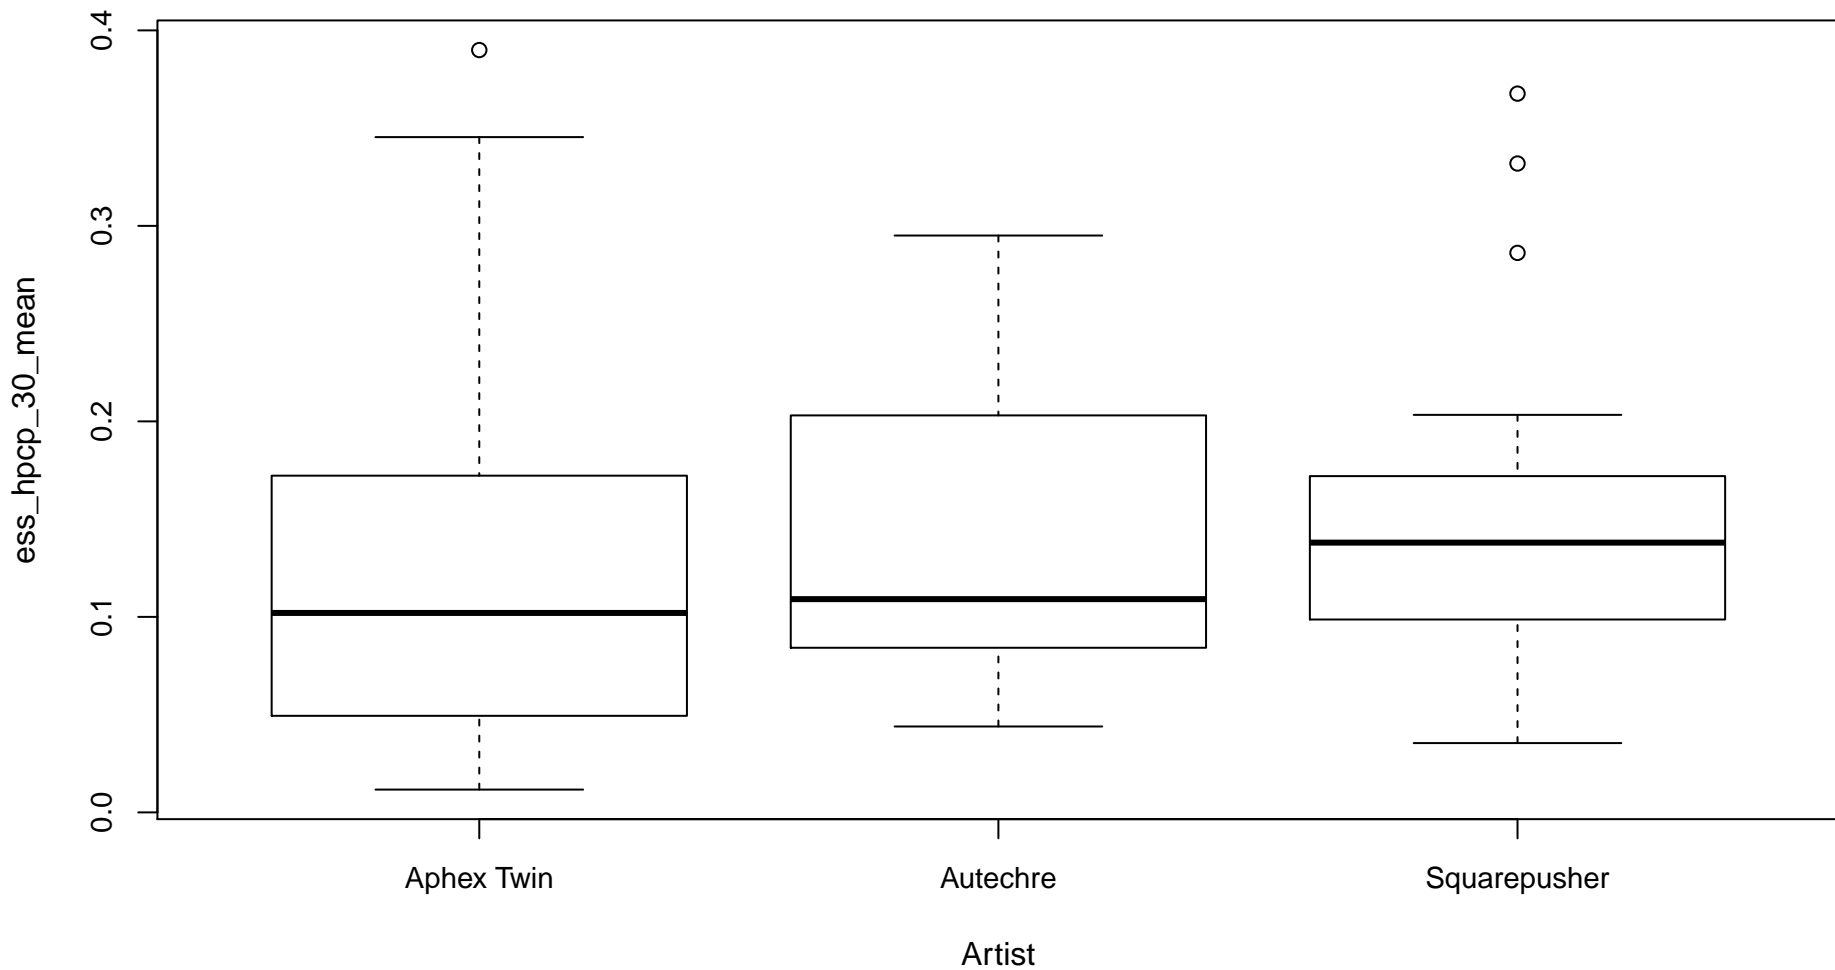 ess_hpcp_30_mean
0.4
0.3
0.2
0.1
0.0
Aphex Twin
Autechre
Squarepusher
Artist